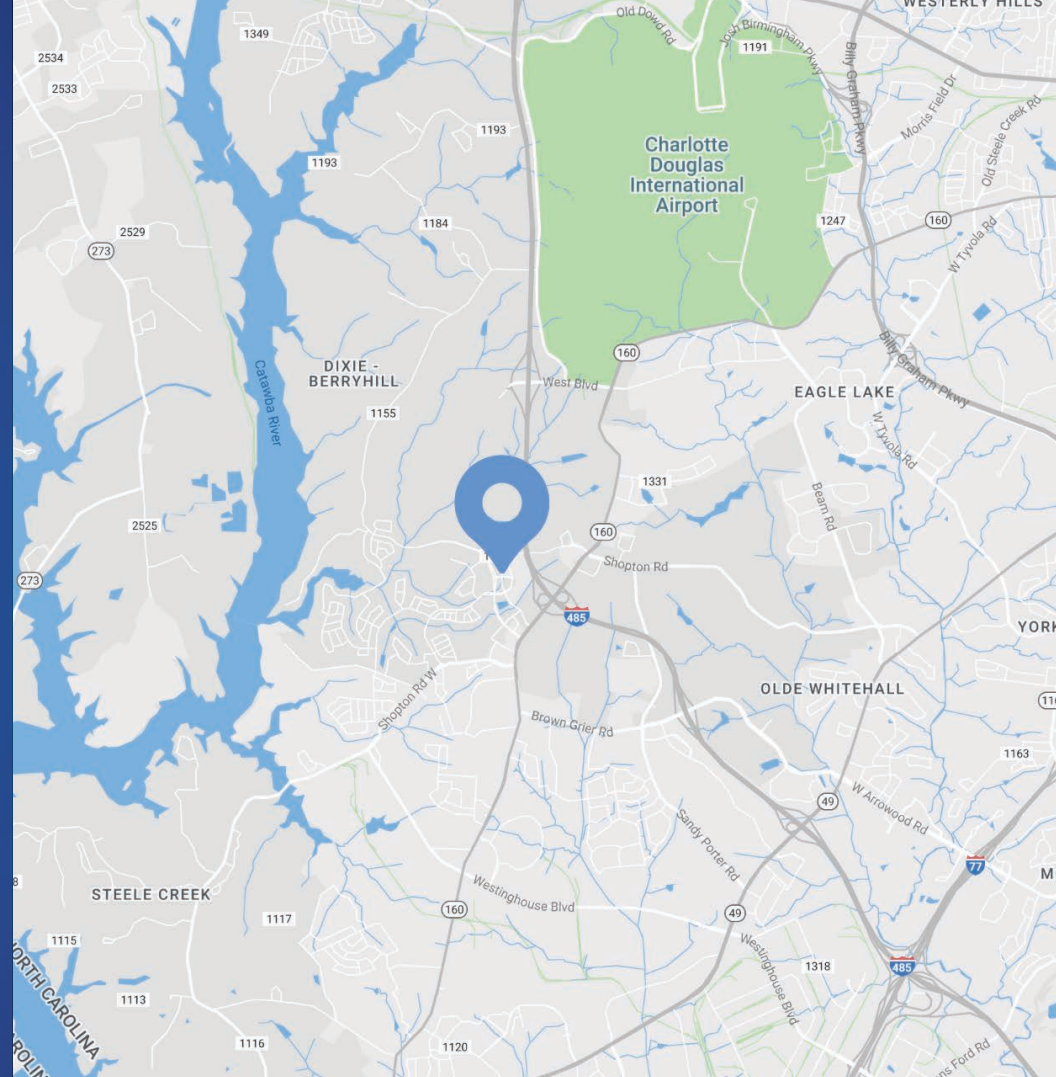 WESTERLY HILLS
Old Dowd Rd
Josh Birmingham Pkwy
1349
1191
2534
2533
Billy Graham Pkwy
Morris Field Dr
Old Steele Creek Rd
1193
1193
Charlotte
Douglas
International
Airport
1184
1247
160
2529
273
W Tyvola Rd
Catawba River
DIXIE -
BERRYHILL
160
West Blvd
Billy Graham Pkwy
EAGLE LAKE
1155
W Tyvola Rd
1331
Beam Rd
2525
160
Shopton Rd
273
485
YORK
OLDE WHITEHALL
Shopton Rd W
Brown Grier Rd
1163
49
W Arrowood Rd
Sandy Porter Rd
77
STEELE CREEK
Westinghouse Blvd
160
49
1117
1115
Westinghouse Blvd
1318
485
NORTH CAROLINA
1113
1116
1120